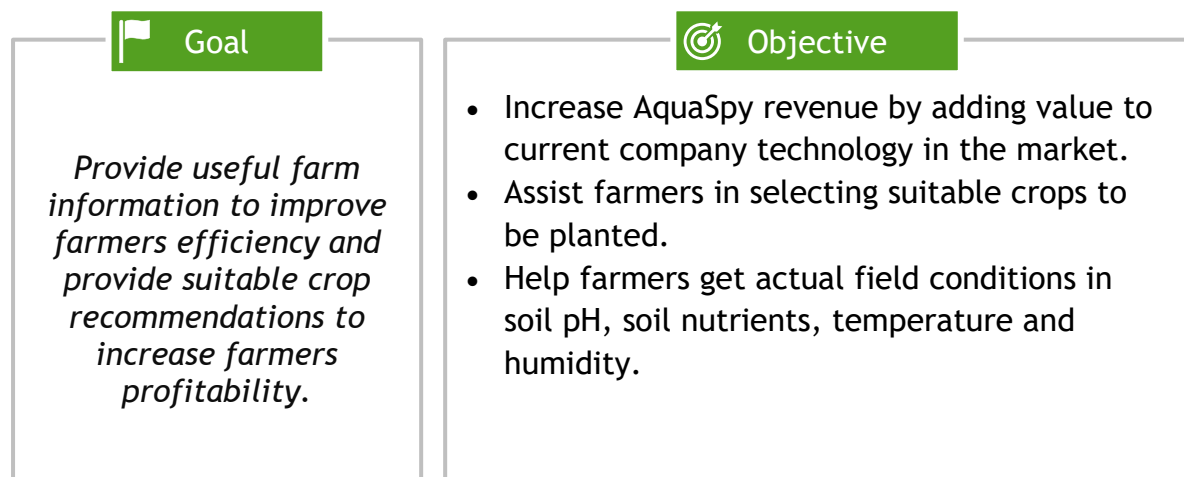 Goal
Provide useful farm
information to improve
farmers efficiency and
provide suitable crop
recommendations to
increase farmers
profitability.
Objective
• Increase AquaSpy revenue by adding value to
current company technology in the market.
• Assist farmers in selecting suitable crops to
be planted.
• Help farmers get actual field conditions in
soil pH, soil nutrients, temperature and
humidity.